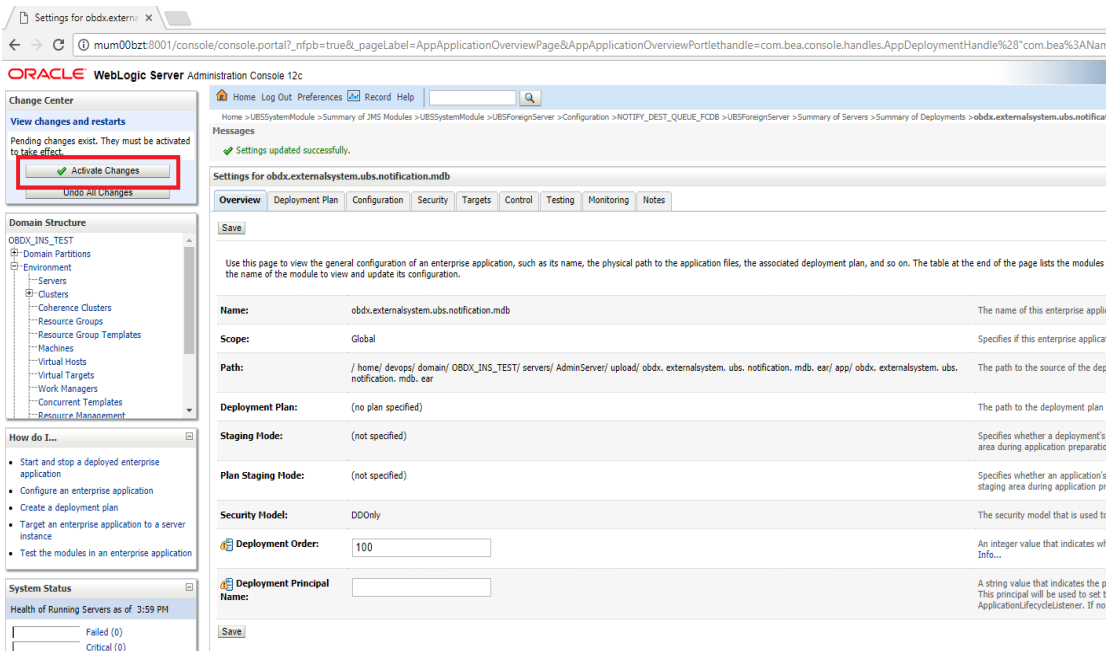 Settings for obdx.externa
mum00bzt:8001/console/console.portal?_nfpb=true&_pageLabel=AppApplicationOverviewPage&AppApplicationOverviewPortlethandle=com.bea.console.handles.AppDeploymentHandle%28"com.bea%3ANam
ORACLE WebLogic Server Administration Console 12c
Change Center
View changes and restarts
Pending changes exist. They must be activated
to take effect.
Activate Changes
Undo All Changes
Domain Structure
OBDX_INS_TEST
Domain Partitions
Environment
Servers
Clusters
Coherence Clusters
Resource Groups
Resource Group Templates
Machines
Virtual Hosts
Virtual Targets
Work Managers
Concurrent Templates
Resource Management
How do I...
Start and stop a deployed enterprise
application
Configure an enterprise application
Create a deployment plan
Target an enterprise application to a server
instance
Test the modules in an enterprise application
System Status
Health of Running Servers as of 3:59 PM
Failed (0)
Critical (0)
Home Log Out Preferences Record Help
Home >UBSSystemModule >Summary of JMS Modules >UBSSystemModule >UBSForeignServer >Configuration >NOTIFY_DEST_QUEUE_FCDB >UBSForeignServer >Summary of Servers >Summary of Deployments >obdx.externalsystem.ubs.notifica
Messages
Settings updated successfully.
Settings for obdx.externalsystem.ubs.notification.mdb
Overview Deployment Plan Configuration Security Targets Control Testing Monitoring Notes
Save
Use this page to view the general configuration of an enterprise application, such as its name, the physical path to the application files, the associated deployment plan, and so on. The table at the end of the page lists the modules
the name of the module to view and update its configuration.
Name: obdx.externalsystem.ubs.notification.mdb The name of this enterprise appli
Scope: Global Specifies if this enterprise applica
Path: / home/ devops/ domain/ OBDX_INS_TEST/ servers/ AdminServer/ upload/ obdx. externalsystem. ubs. notification. mdb. ear/ app/ obdx. externalsystem. ubs. The path to the source of the dep
notification. mdb. ear
Deployment Plan: (no plan specified) The path to the deployment plan
Staging Mode: (not specified) Specifies whether a deployment's
area during application preparatio
Plan Staging Mode: (not specified) Specifies whether an application's
staging area during application pr
Security Model: DDOnly The security model that is used to
Deployment Order: 100 An integer value that indicates wh
Info...
Deployment Principal A string value that indicates the p
Name: This principal will be used to set t
ApplicationLifecycleListener. If no
Save